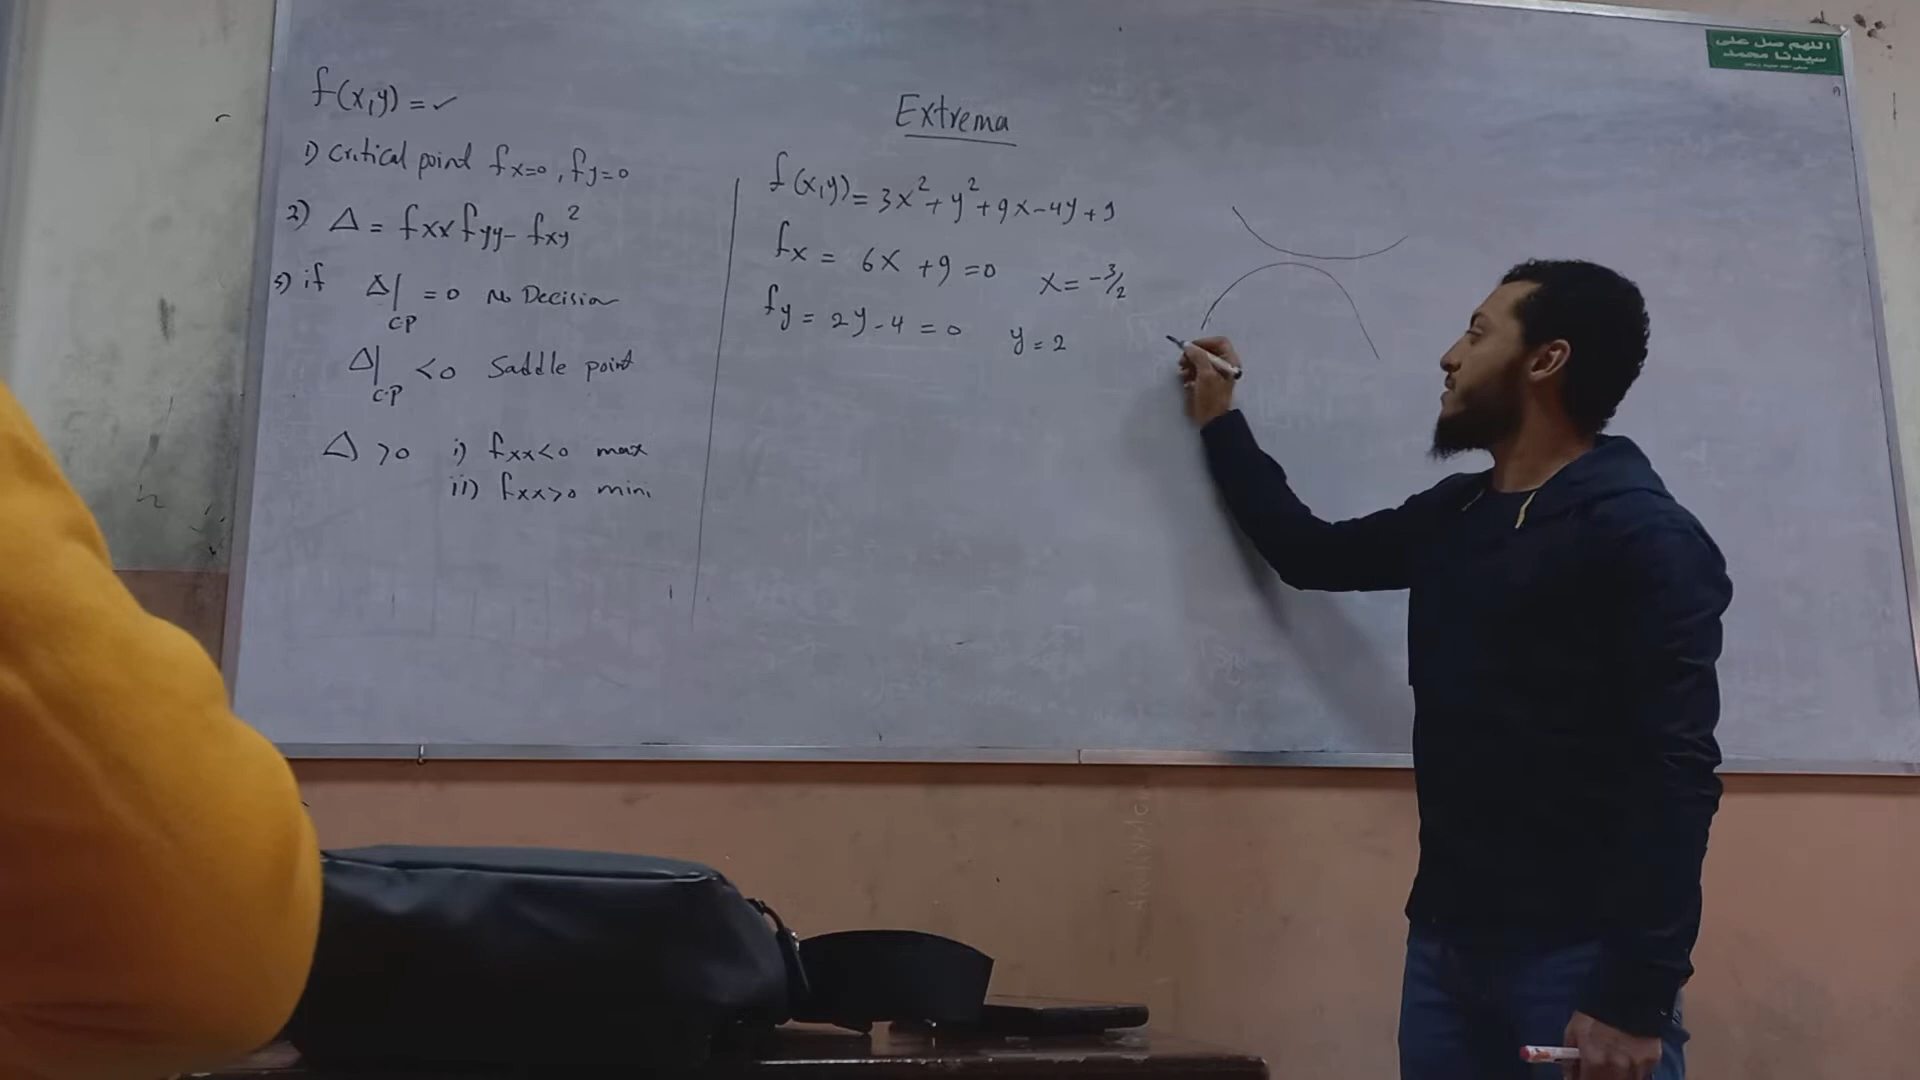 f(x,y) = ✓
1) Critical point fx=0, fy=0
2) Δ = fxx fyy - fxy²
3) if Δ| = 0 No Decision
C.P
Δ| < 0 Saddle point
C.P
Δ > 0 i) fxx<0 max
ii) fxx>0 mini
Extrema
f(x,y) = 3x² + y² + 9x - 4y + 9
fx = 6x + 9 = 0 x = -3/2
fy = 2y - 4 = 0 y = 2
اللهم صل على
سيدنا محمد